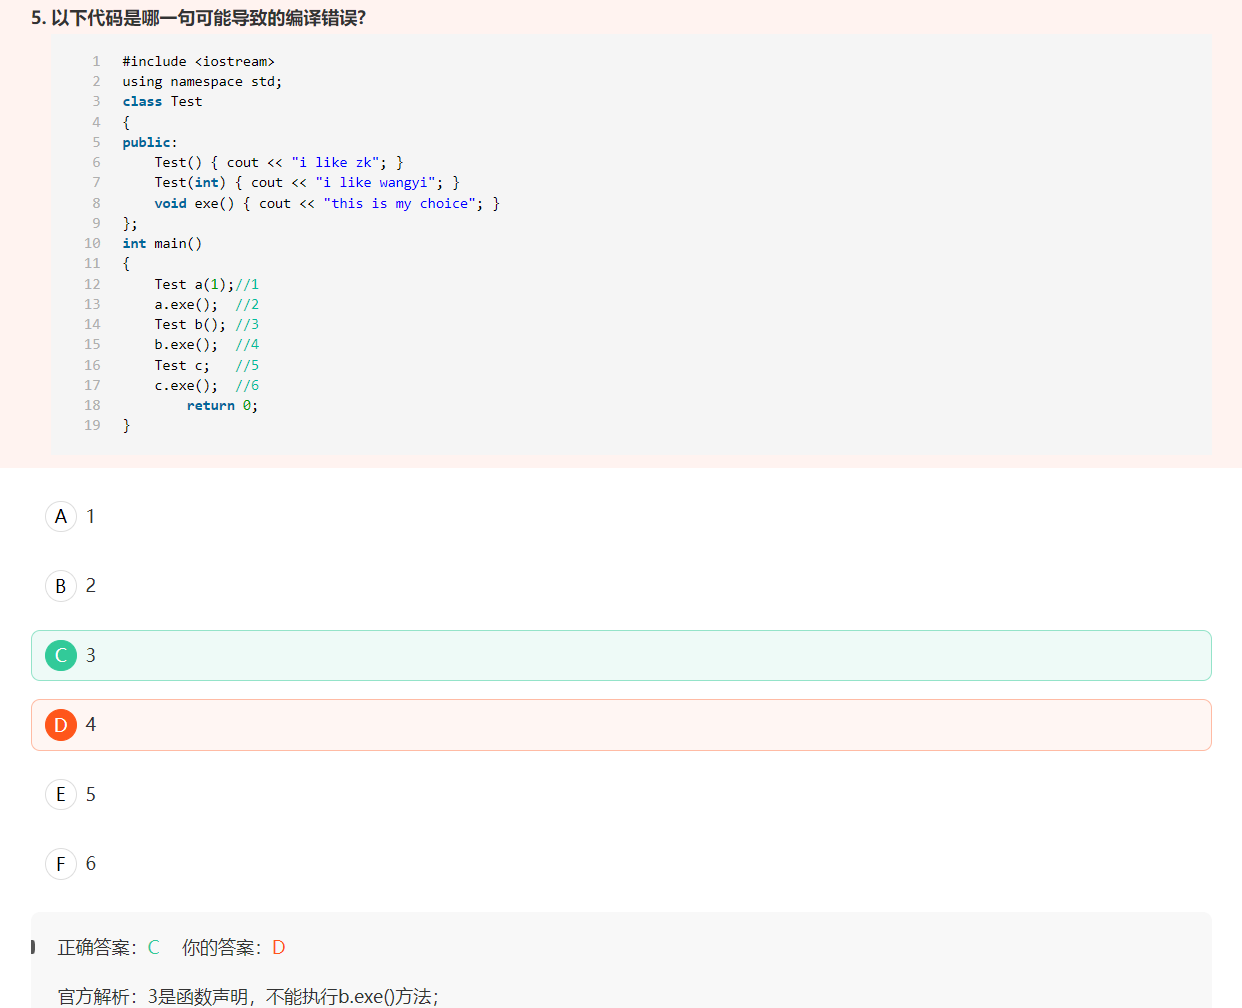 5. 以下代码是哪一句可能导致的编译错误?
1 #include <iostream>
2 using namespace std;
3 class Test
4 {
5 public:
6 Test() { cout << "i like zk"; }
7 Test(int) { cout << "i like wangyi"; }
8 void exe() { cout << "this is my choice"; }
9 };
10 int main()
11 {
12 Test a(1);//1
13 a.exe(); //2
14 Test b(); //3
15 b.exe(); //4
16 Test c; //5
17 c.exe(); //6
18 return 0;
19 }
A 1
B 2
C 3
D 4
E 5
F 6
正确答案：C 你的答案：D
官方解析：3是函数声明，不能执行b.exe()方法；